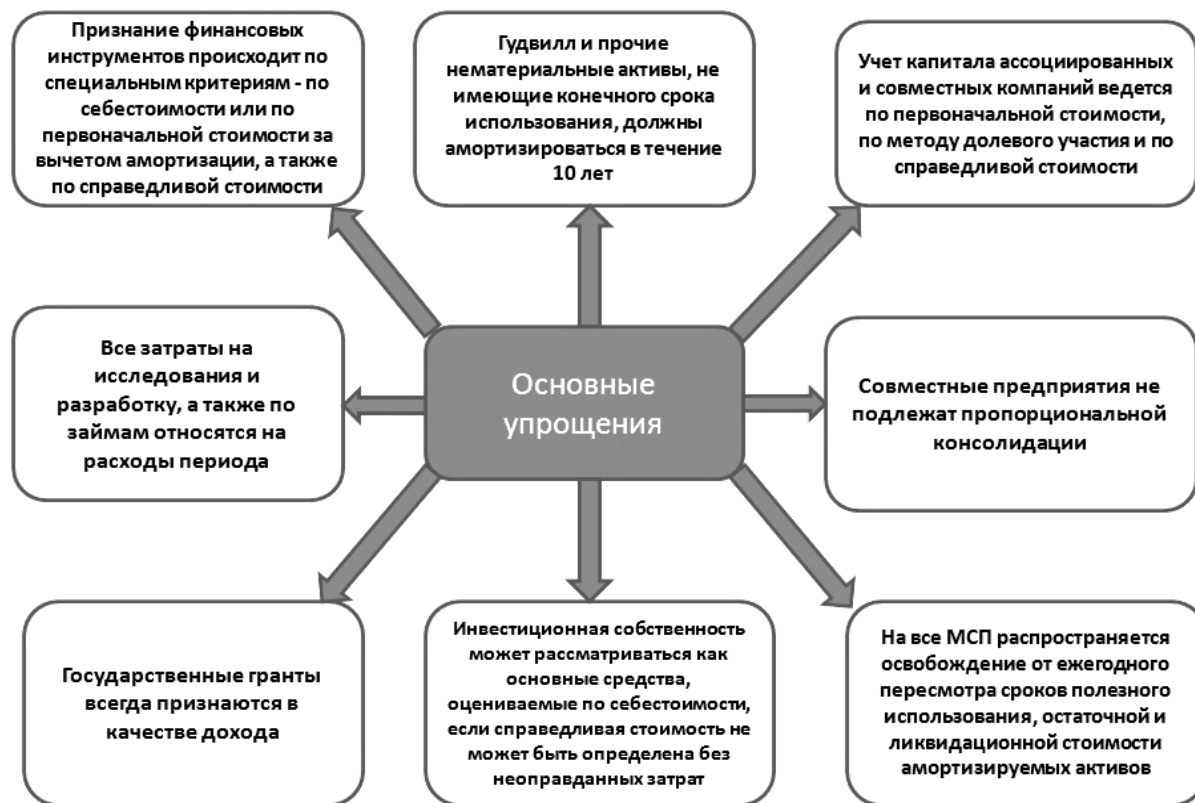 Признание финансовых
инструментов происходит по
специальным критериям - по
себестоимости или по
первоначальной стоимости за
вычетом амортизации, а также
по справедливой стоимости
Гудвилл и прочие
нематериальные активы, не
имеющие конечного срока
использования, должны
амортизироваться в течение
10 лет
Учет капитала ассоциированных
и совместных компаний ведется
по первоначальной стоимости,
по методу долевого участия и по
справедливой стоимости
Все затраты на
исследования и
разработку, а также по
займам относятся на
расходы периода
Основные
упрощения
Совместные предприятия не
подлежат пропорциональной
консолидации
Государственные гранты
всегда признаются в
качестве дохода
Инвестиционная собственность
может рассматриваться как
основные средства,
оцениваемые по себестоимости,
если справедливая стоимость не
может быть определена без
неоправданных затрат
На все МСП распространяется
освобождение от ежегодного
пересмотра сроков полезного
использования, остаточной и
ликвидационной стоимости
амортизируемых активов